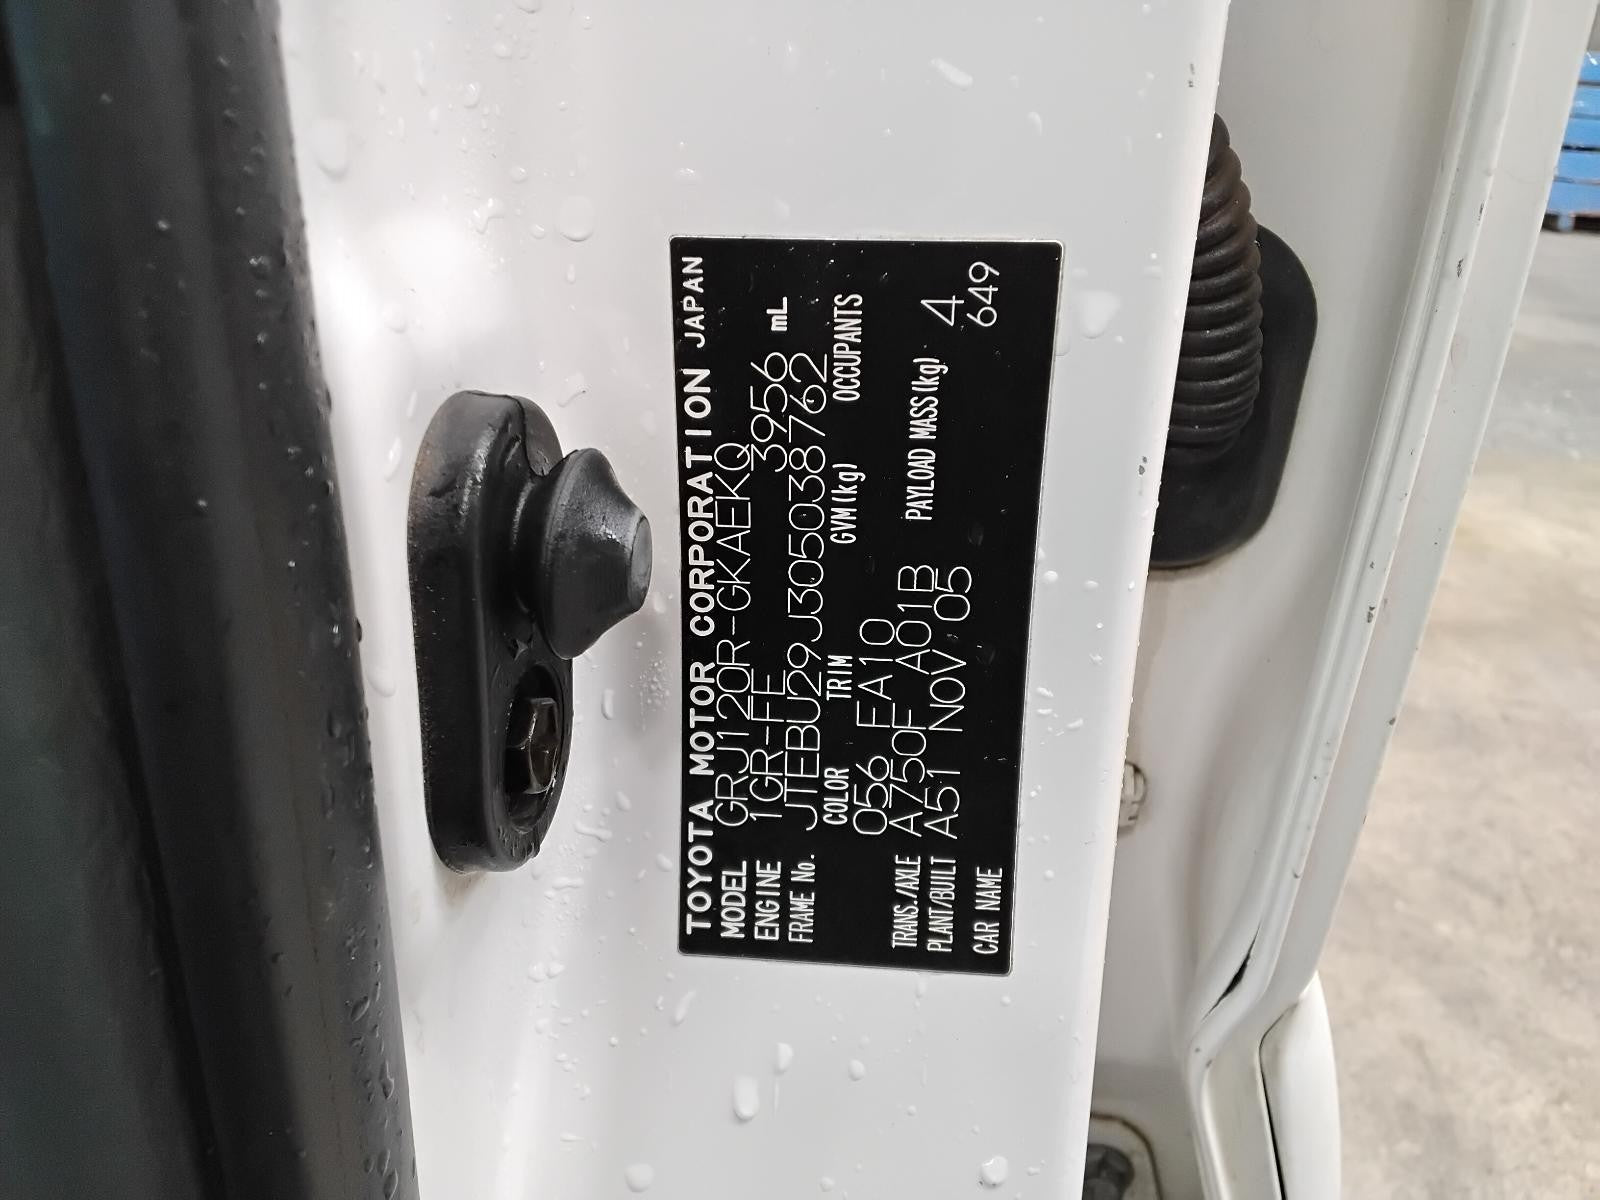 TOYOTA MOTOR CORPORATION JAPAN
MODEL GRJ120R-GKAEKQ
ENGINE 1GR-FE 3956 mL
FRAME No. JTEBU29J305038762
COLOR TRIM GVM(kg) OCCUPANTS
056 FA10 4
TRANS./AXLE A750F A01B PAYLOAD MASS(kg) 649
PLANT/BUILT A51 NOV 05
CAR NAME